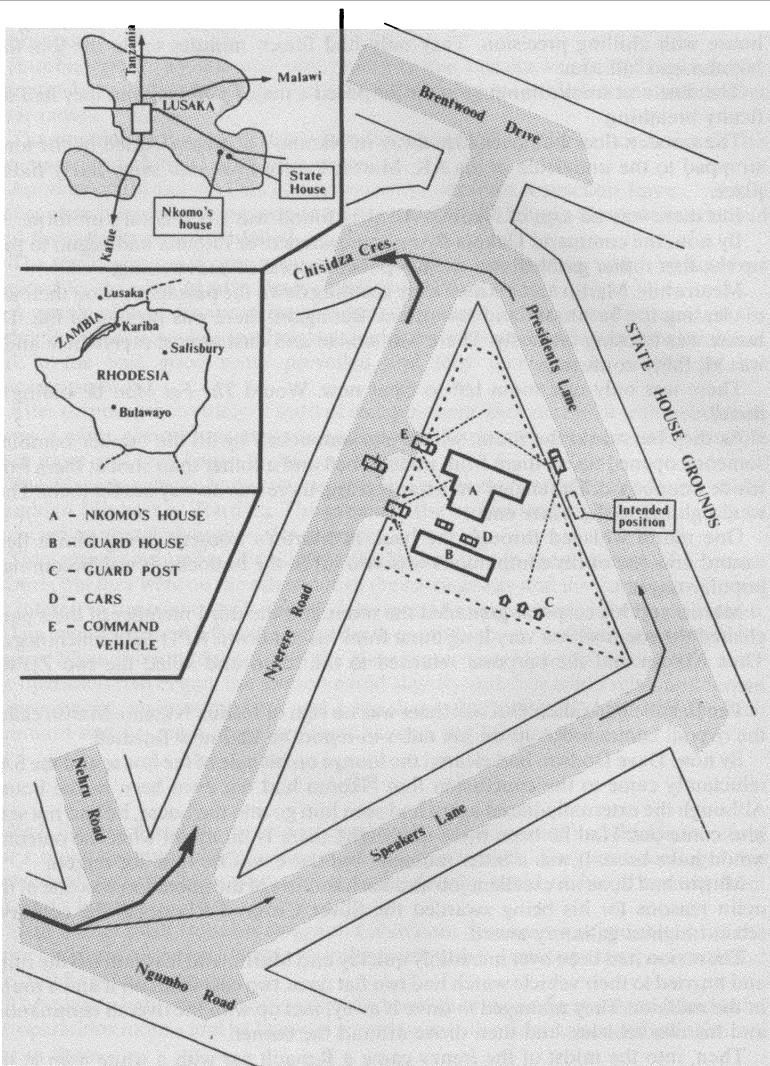 Tanzania
Malawi
LUSAKA
State
House
Nkomo's
house
Kafue
Brentwood Drive
Chisidza Cres.
Presidents Lane
STATE HOUSE GROUNDS
Lusaka
ZAMBIA
Kariba
Salisbury
RHODESIA
Bulawayo
E
A
D
B
C
Intended
position
A – NKOMO'S HOUSE
B – GUARD HOUSE
C – GUARD POST
D – CARS
E – COMMAND
VEHICLE
Nyerere Road
Nehru Road
Speakers Lane
Ngumbo Road